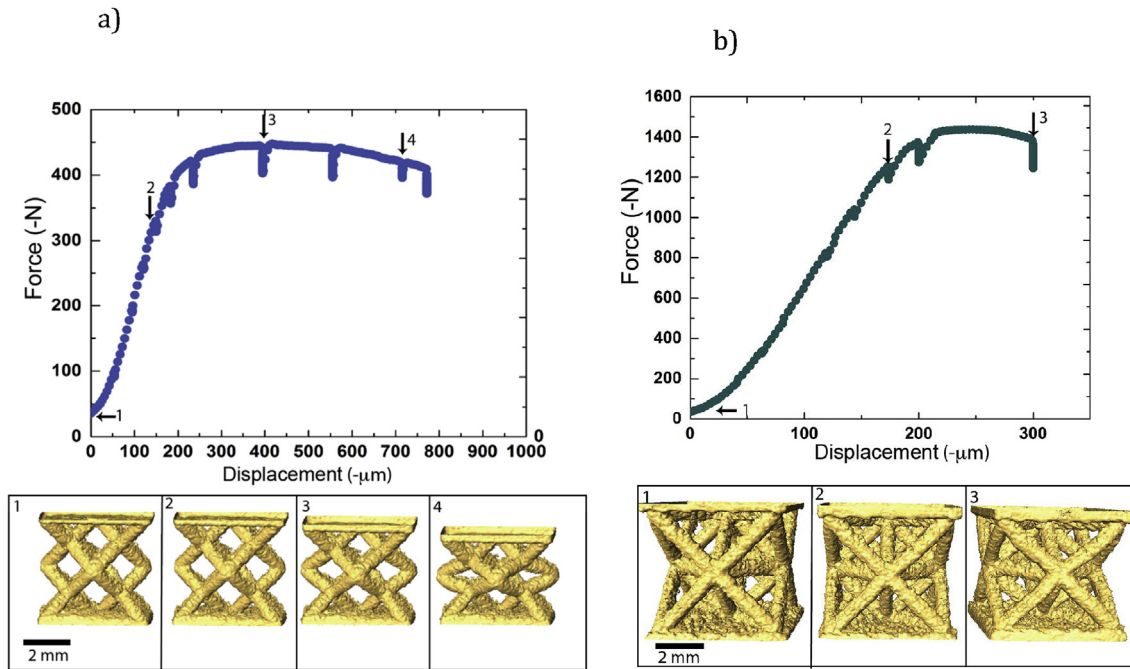 a)
b)
500
400
300
200
100
0
Force (-N)
1
2
3
4
0 100 200 300 400 500 600 700 800 900 1000
0
Displacement (-μm)
1600
1400
1200
1000
800
600
400
200
0
Force (-N)
1
2
3
0 100 200 300
Displacement (-μm)
1 2 3 4
2 mm
1 2 3
2 mm